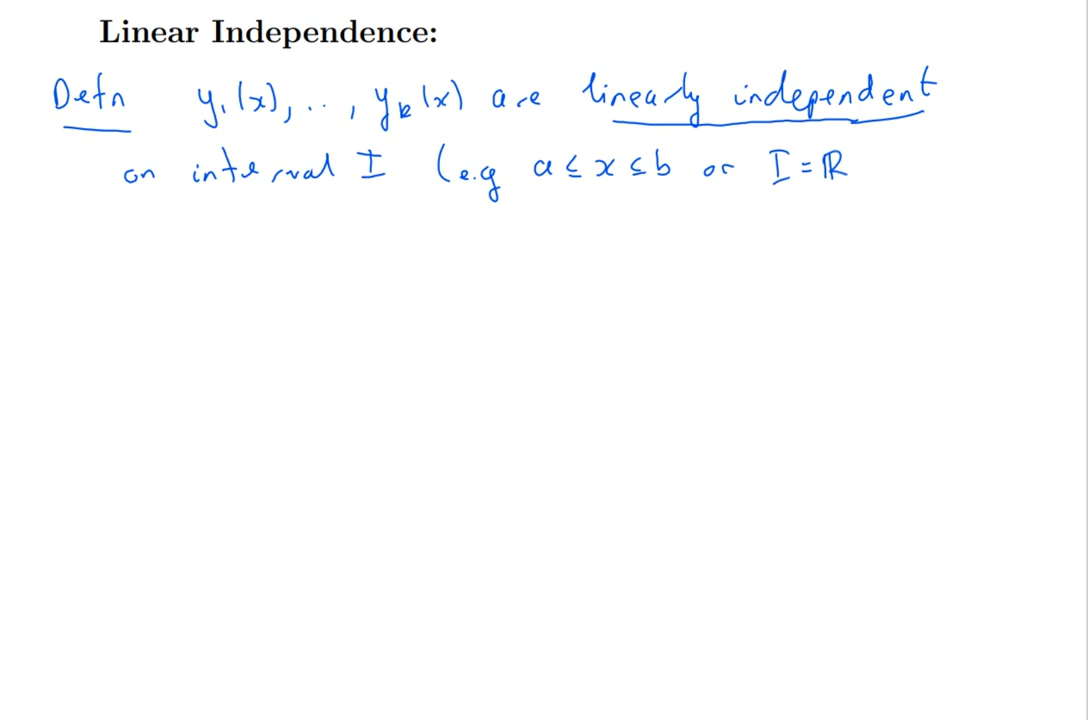 Linear Independence:
Defn y₁(x), .., yₖ(x) are linearly independent
on interval I (e.g a ≤ x ≤ b or I = ℝ